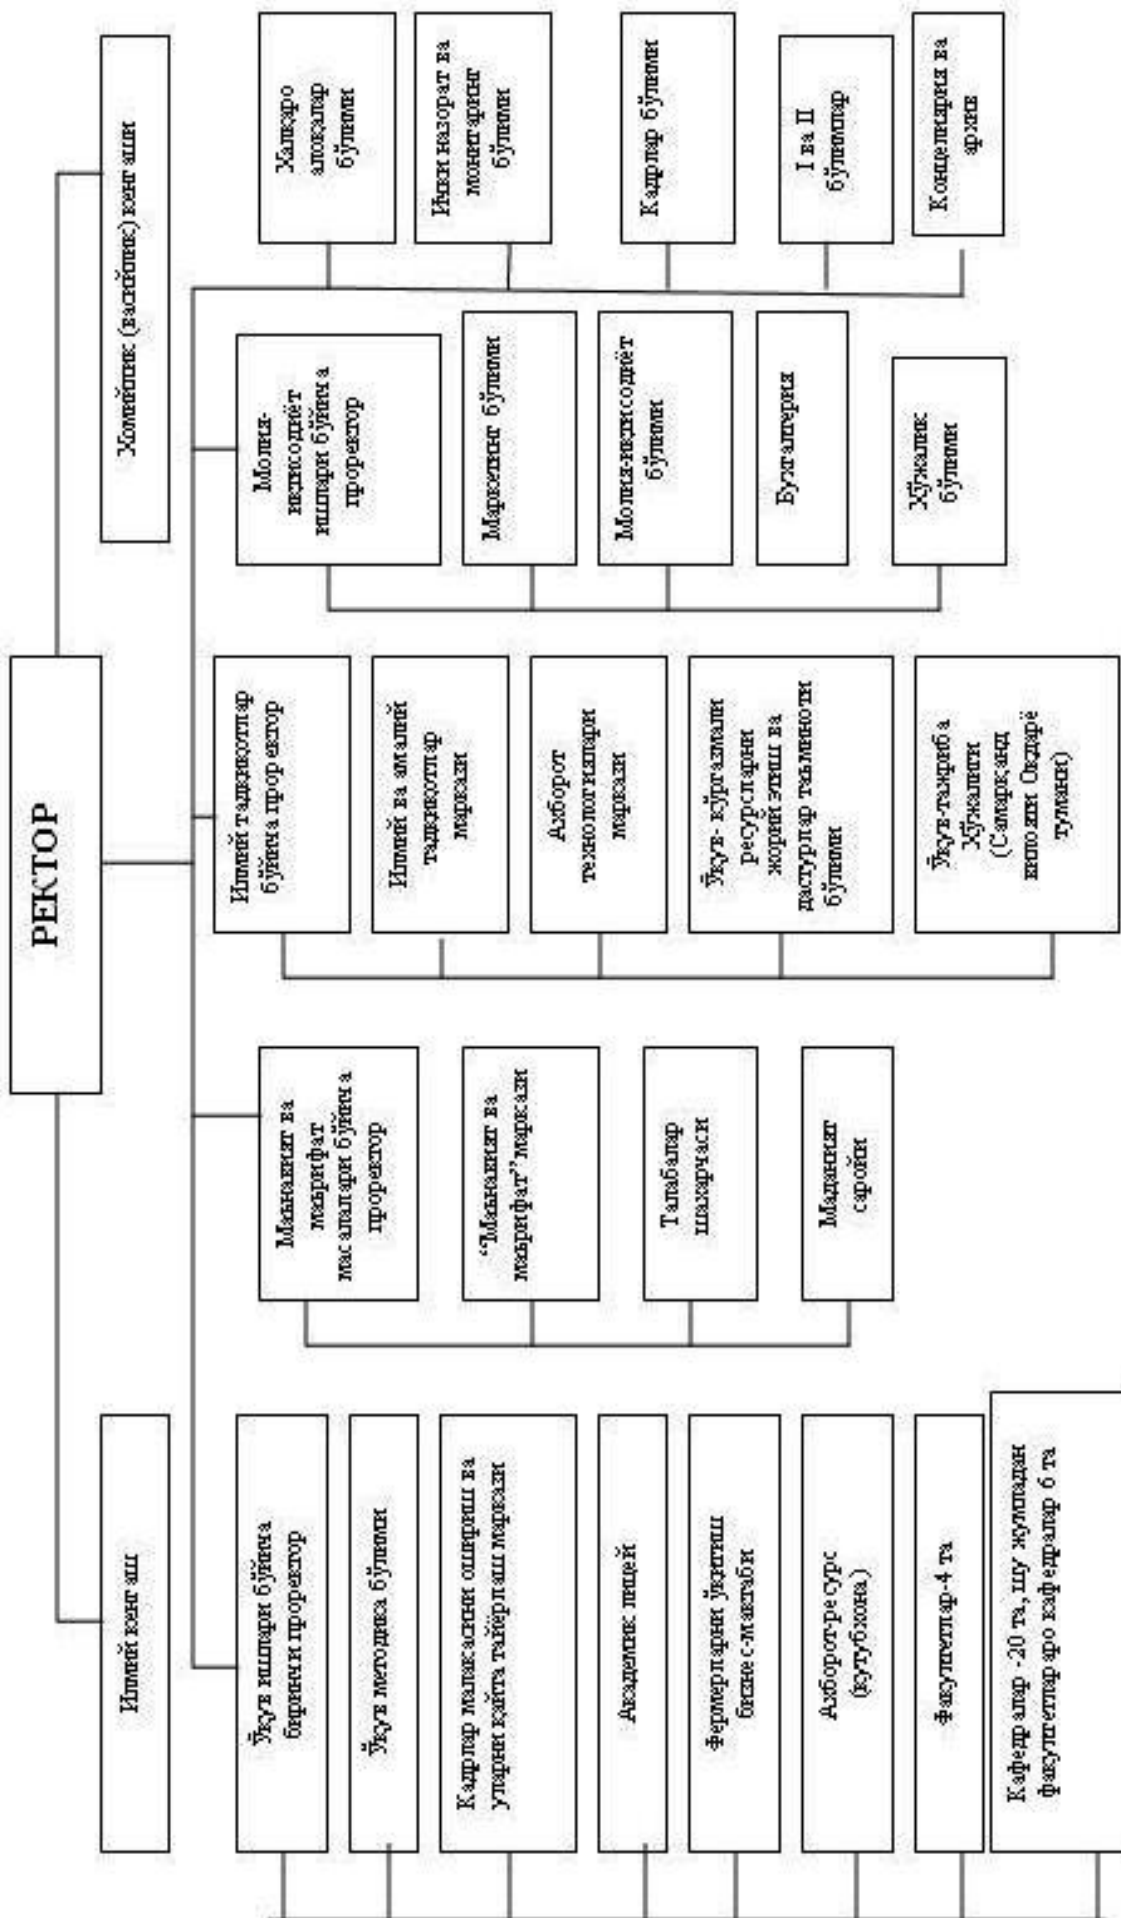 РЕКТОР
Илмий кенгаш
Хомийлик (васийлик) кенгаши
Ўқув ишлари бўйича
биринчи проректор
Ўқув методика бўлими
Кадрлар малакасини ошириш ва
уларни қайта тайёрлаш маркази
Академик лицей
Фермерларни ўқитиш
бизнес-мактаби
Ахборот-ресурс
(кутубхона)
Факултетлар-4 та
Кафедралар -20 та, шу жумладан
факултетлараро кафедралар 6 та
Маънавият ва
маърифат
масалалари бўйича
проректор
“Маънавият ва
маърифат”маркази
Талабалар
шахарчаси
Маданият
саройи
Илмий тадқиқотлар
бўйича проректор
Илмий ва амалий
тадқиқотлар
маркази
Ахборот
технологиялари
маркази
Ўқув- кўргазмали
ресурсларни
жорий этиш ва
дастурлар таъминоти
бўлими
Ўқув-тажриба
Хўжалиги
(Самарқанд
вилояти Оқдарё
тумани)
Молия-
иқтисодиёт
ишлари бўйича
проректор
Маркетинг бўлими
Молия-иқтисодиёт
бўлими
Бухгалтерия
Хўжалик
бўлими
Халқаро
алоқалар
бўлими
Ички назорат ва
мониторинг
бўлими
Кадрлар бўлими
I ва II
бўлимлар
Концелярия ва
архив